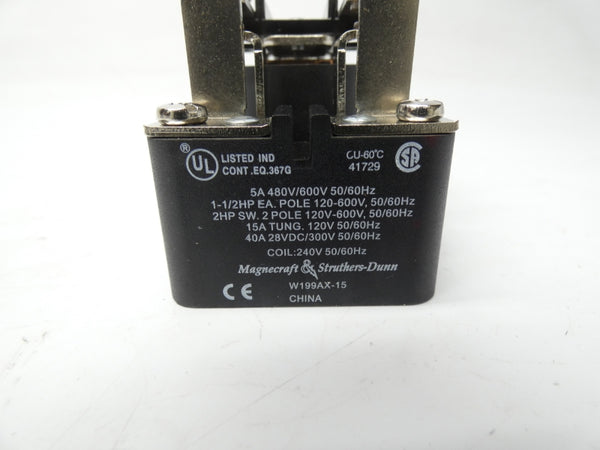 ® UL LISTED IND
CONT .EQ.367G
CU-60°C
41729
SA
5A 480V/600V 50/60Hz
1-1/2HP EA. POLE 120-600V, 50/60Hz
2HP SW. 2 POLE 120V-600V, 50/60Hz
15A TUNG. 120V 50/60Hz
40A 28VDC/300V 50/60Hz
COIL:240V 50/60Hz
Magnecraft & Struthers-Dunn
W199AX-15
CE
CHINA